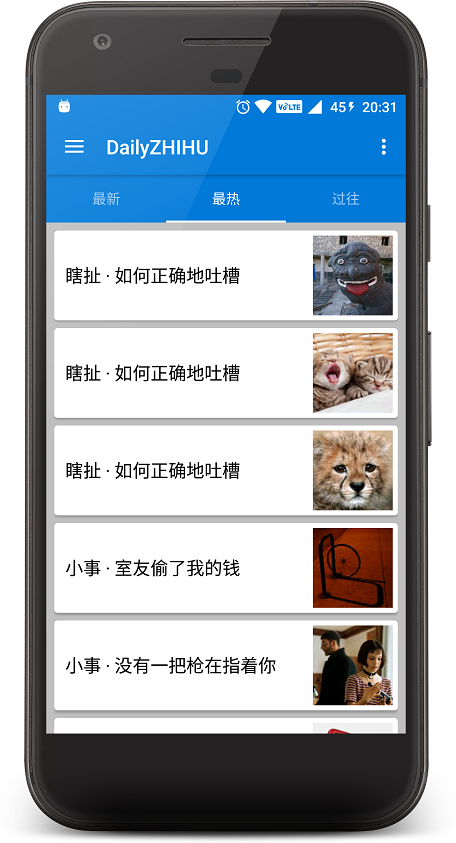 VoLTE 45 20:31
DailyZHIHU
最新 最热 过往
瞎扯 · 如何正确地吐槽
瞎扯 · 如何正确地吐槽
瞎扯 · 如何正确地吐槽
小事 · 室友偷了我的钱
小事 · 没有一把枪在指着你